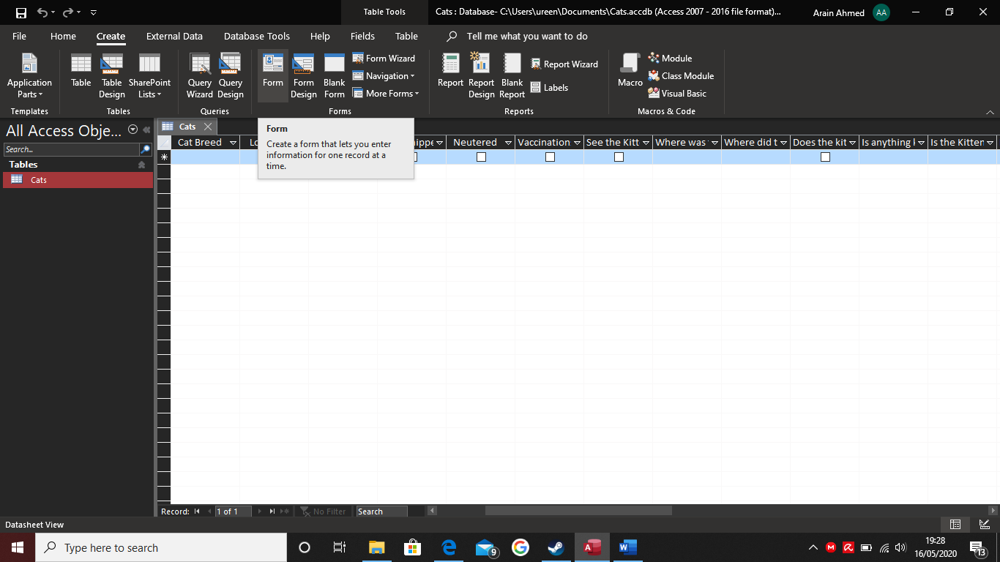 Table Tools
Cats : Database- C:\Users\ureen\Documents\Cats.accdb (Access 2007 - 2016 file format)...
Arain Ahmed
AA
File Home Create External Data Database Tools Help Fields Table Tell me what you want to do
Application Parts
Templates
Table
Table Design
SharePoint Lists
Tables
Query Wizard
Query Design
Queries
Form
Form Design
Blank Form
Form Wizard
Navigation
More Forms
Forms
Report
Report Design
Blank Report
Report Wizard
Labels
Reports
Macro
Module
Class Module
Visual Basic
Macros & Code
All Access Obje...
Search...
Tables
Cats
Cats
Form
Create a form that lets you enter
information for one record at a
time.
Cat Breed Lo ippe Neutered Vaccination See the Kitt Where was Where did t Does the kit Is anything Is the Kitten
Record: 1 of 1 No Filter Search
Datasheet View
Type here to search
9
A
W
19:28
16/05/2020
13